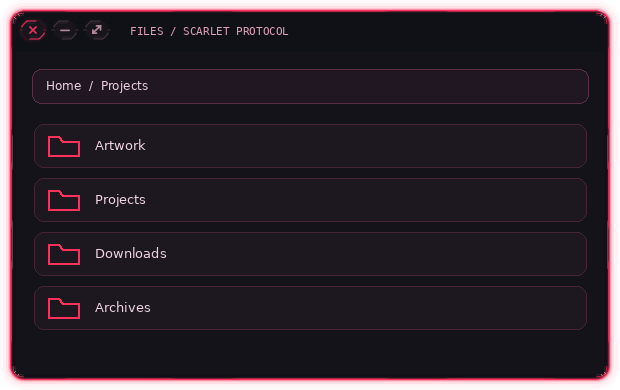 FILES / SCARLET PROTOCOL
Home / Projects
Artwork
Projects
Downloads
Archives